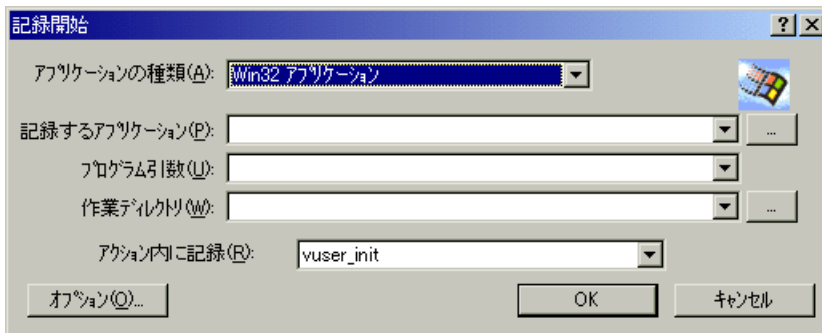 記録開始
アプリケーションの種類(A): Win32 アプリケーション
記録するアプリケーション(P): ...
プログラム引数(U):
作業ディレクトリ(W): ...
アクション内に記録(R): vuser_init
オプション(O)... OK キャンセル